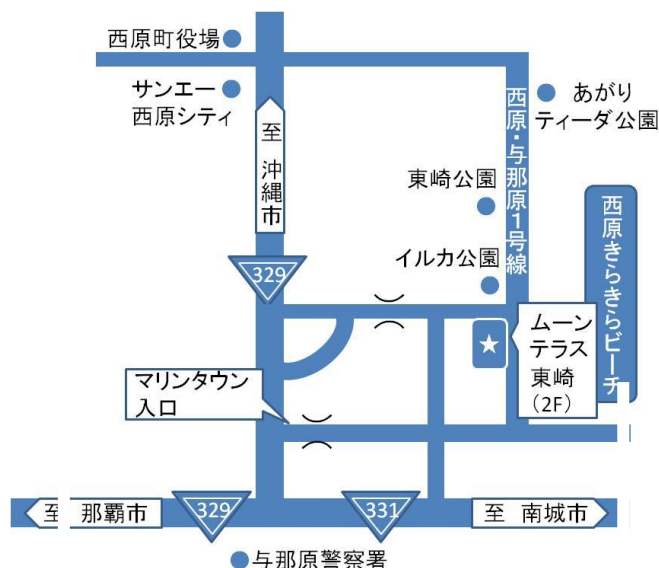 西原町役場
サンエー
西原シティ
至 沖縄市
西原・与那原1号線
あがり
ティーダ公園
東崎公園
イルカ公園
西原きらきらビーチ
329
ムーン
テラス
東崎
(2F)
マリンタウン
入口
至 那覇市
329
331
至 南城市
与那原警察署